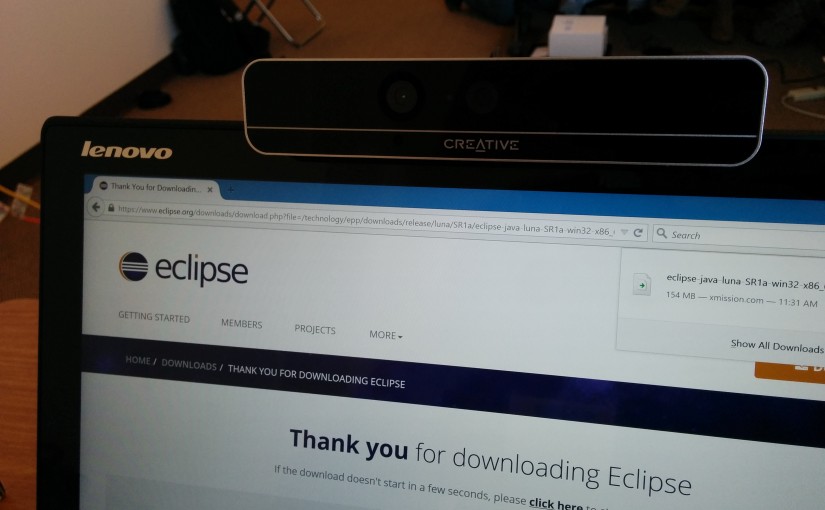 CREATIVE
lenovo
Thank You for Downloadin...
https://www.eclipse.org/downloads/download.php?file=/technology/epp/downloads/release/luna/SR1a/eclipse-java-luna-SR1a-win32-x86_
Search
eclipse-java-luna-SR1a-win32-x86_
154 MB — xmission.com — 11:31 AM
Show All Downloads
eclipse
GETTING STARTED MEMBERS PROJECTS MORE
HOME / DOWNLOADS / THANK YOU FOR DOWNLOADING ECLIPSE
Thank you for downloading Eclipse
If the download doesn't start in a few seconds, please click here to